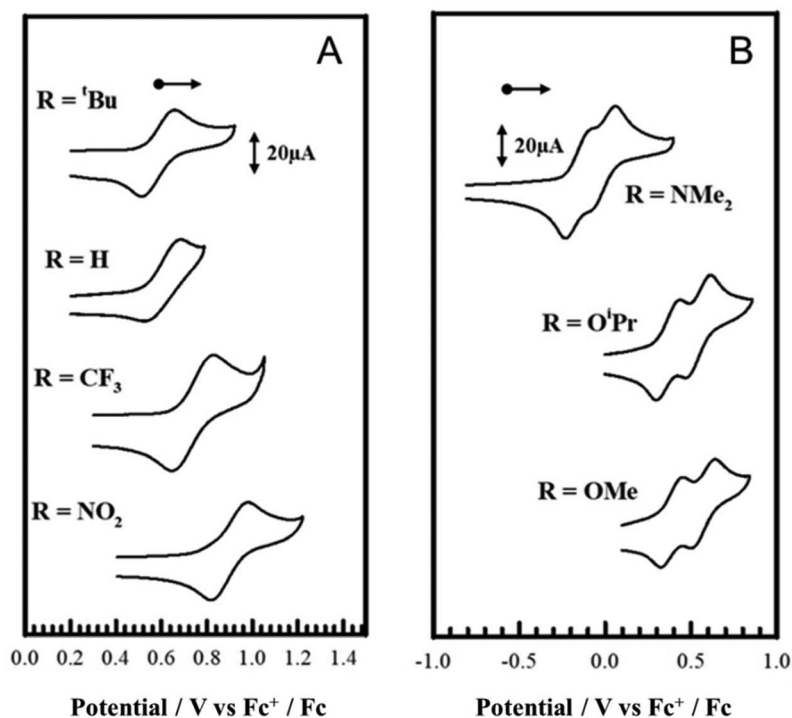 A
R = ᵗBu
20μA
R = H
R = CF₃
R = NO₂
0.0 0.2 0.4 0.6 0.8 1.0 1.2 1.4
Potential / V vs Fc⁺ / Fc
B
20μA
R = NMe₂
R = OⁱPr
R = OMe
-1.0 -0.5 0.0 0.5 1.0
Potential / V vs Fc⁺ / Fc